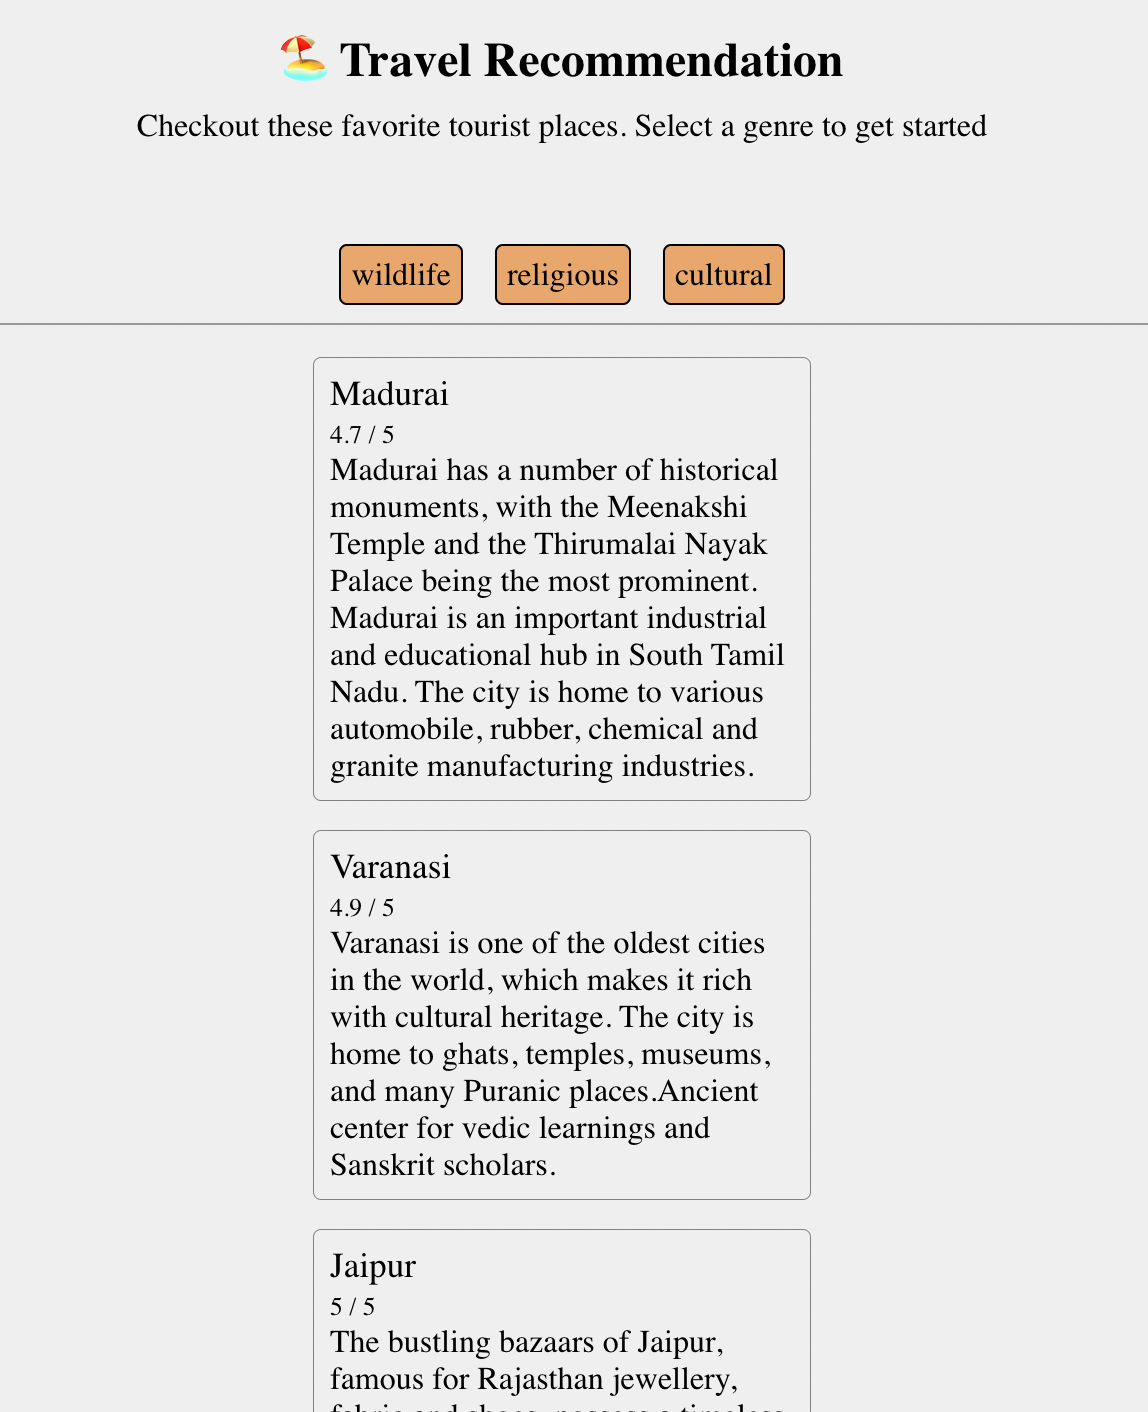 Travel Recommendation
Checkout these favorite tourist places. Select a genre to get started
wildlife religious cultural
Madurai
4.7 / 5
Madurai has a number of historical
monuments, with the Meenakshi
Temple and the Thirumalai Nayak
Palace being the most prominent.
Madurai is an important industrial
and educational hub in South Tamil
Nadu. The city is home to various
automobile, rubber, chemical and
granite manufacturing industries.
Varanasi
4.9 / 5
Varanasi is one of the oldest cities
in the world, which makes it rich
with cultural heritage. The city is
home to ghats, temples, museums,
and many Puranic places.Ancient
center for vedic learnings and
Sanskrit scholars.
Jaipur
5 / 5
The bustling bazaars of Jaipur,
famous for Rajasthan jewellery,